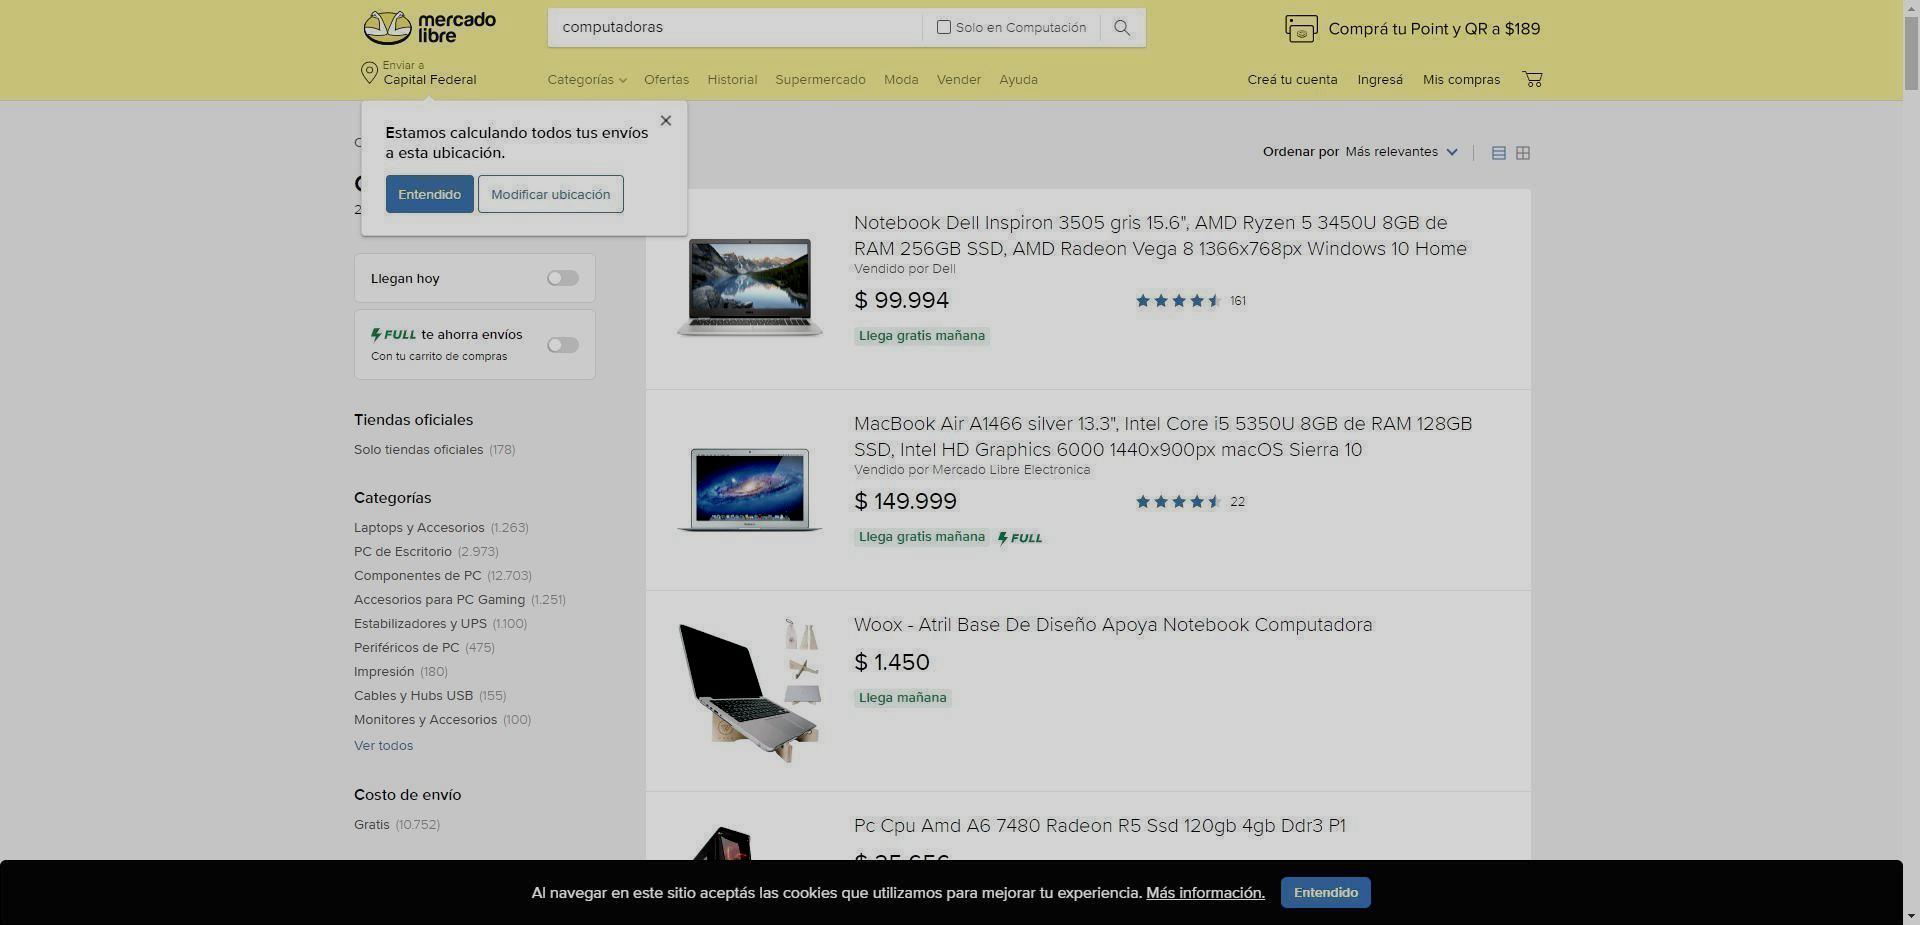 mercado
libre
computadoras
Solo en Computación
Comprá tu Point y QR a $189
Enviar a
Capital Federal
Categorías
Ofertas
Historial
Supermercado
Moda
Vender
Ayuda
Creá tu cuenta
Ingresá
Mis compras
Estamos calculando todos tus envíos
a esta ubicación.
Entendido
Modificar ubicación
Ordenar por Más relevantes
Llegan hoy
FULL te ahorra envíos
Con tu carrito de compras
Tiendas oficiales
Solo tiendas oficiales (178)
Categorías
Laptops y Accesorios (1.263)
PC de Escritorio (2.973)
Componentes de PC (12.703)
Accesorios para PC Gaming (1.251)
Estabilizadores y UPS (1.100)
Periféricos de PC (475)
Impresión (180)
Cables y Hubs USB (155)
Monitores y Accesorios (100)
Ver todos
Costo de envío
Gratis (10.752)
Notebook Dell Inspiron 3505 gris 15.6", AMD Ryzen 5 3450U 8GB de
RAM 256GB SSD, AMD Radeon Vega 8 1366x768px Windows 10 Home
Vendido por Dell
$ 99.994
161
Llega gratis mañana
MacBook Air A1466 silver 13.3", Intel Core i5 5350U 8GB de RAM 128GB
SSD, Intel HD Graphics 6000 1440x900px macOS Sierra 10
Vendido por Mercado Libre Electronica
$ 149.999
22
Llega gratis mañana FULL
Woox - Atril Base De Diseño Apoya Notebook Computadora
$ 1.450
Llega mañana
Pc Cpu Amd A6 7480 Radeon R5 Ssd 120gb 4gb Ddr3 P1
Al navegar en este sitio aceptás las cookies que utilizamos para mejorar tu experiencia. Más información.
Entendido